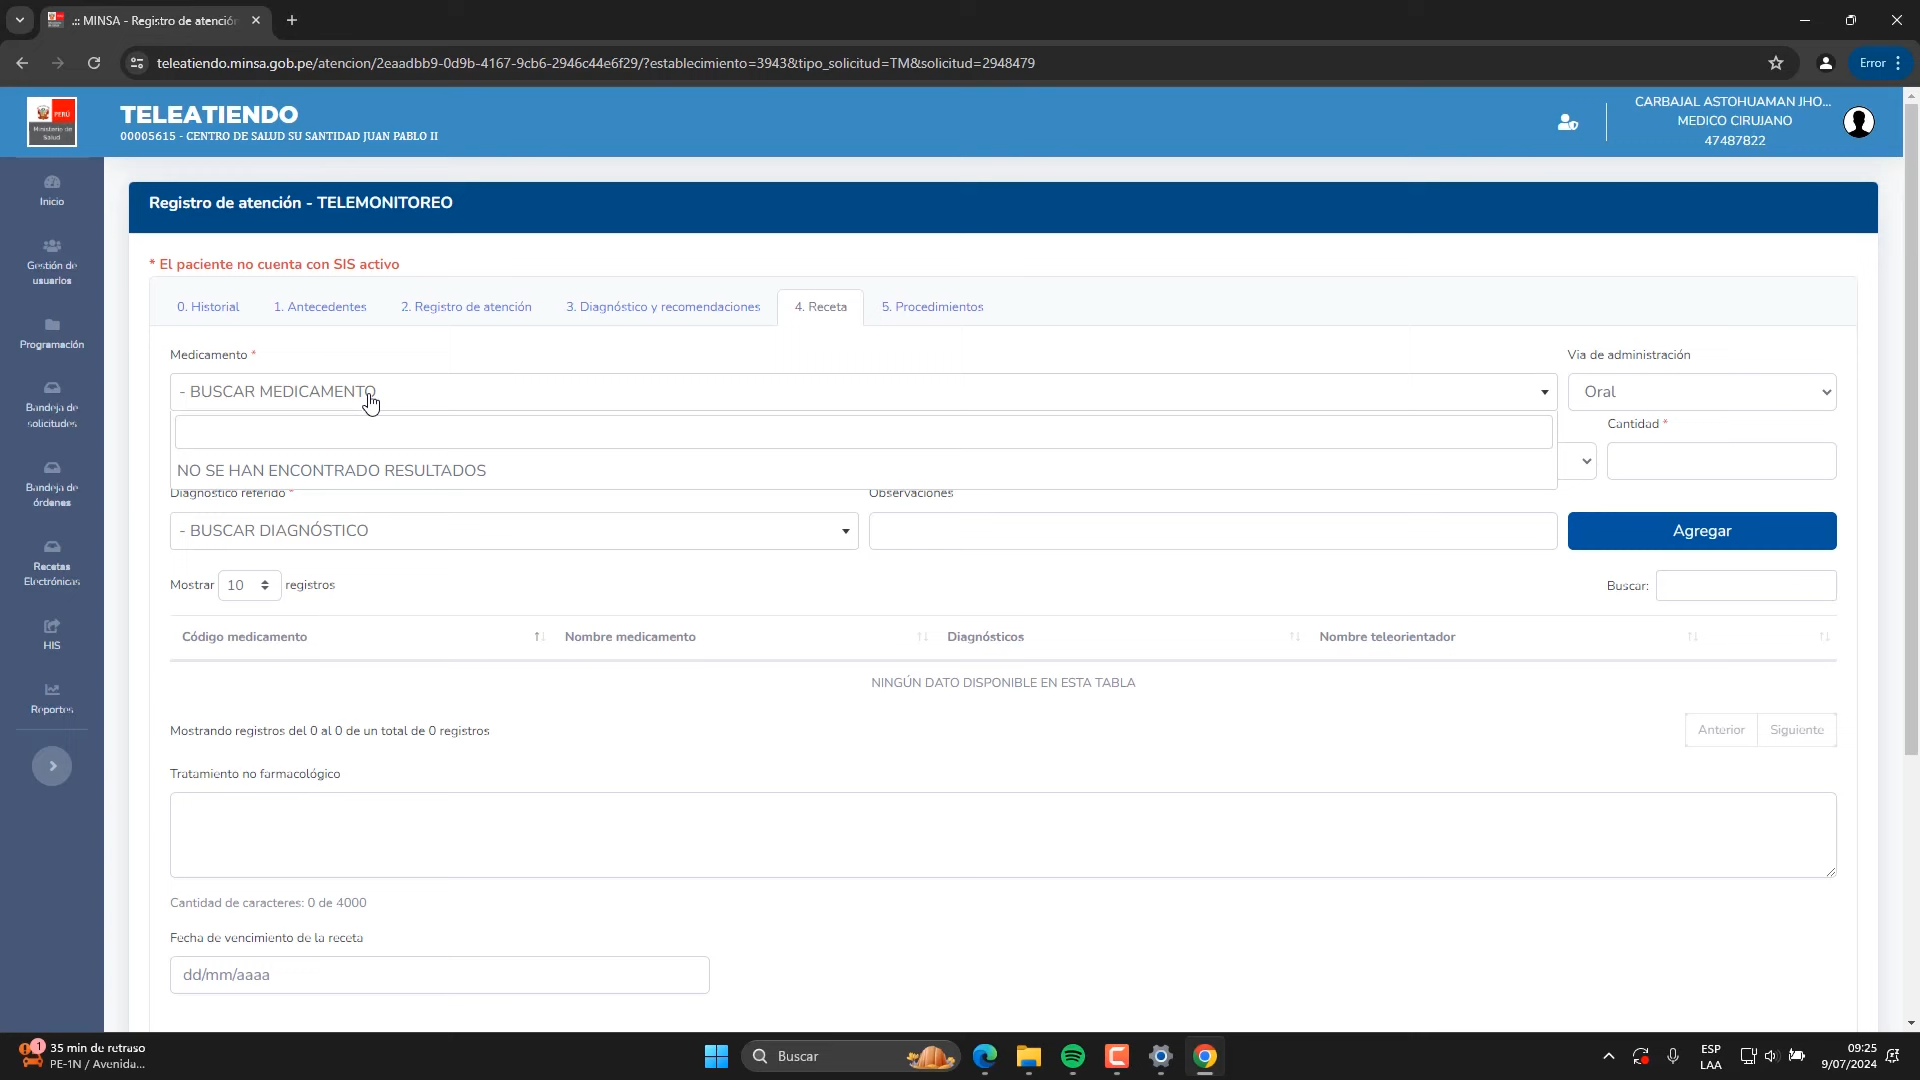 .:: MINSA - Registro de atención
teleatiendo.minsa.gob.pe/atencion/2eaadbb9-0d9b-4167-9cb6-2946c44e6f29/?establecimiento=3943&tipo_solicitud=TM&solicitud=2948479
Error
PERÚ
Ministerio de Salud
TELEATIENDO
00005615 - CENTRO DE SALUD SU SANTIDAD JUAN PABLO II
CARBAJAL ASTOHUAMAN JHO...
MEDICO CIRUJANO
47487822
Inicio
Gestión de
usuarios
Programación
Bandeja de
solicitudes
Bandeja de
órdenes
Recetas
Electrónicas
HIS
Reportes
Registro de atención - TELEMONITOREO
* El paciente no cuenta con SIS activo
0. Historial
1. Antecedentes
2. Registro de atención
3. Diagnóstico y recomendaciones
4. Receta
5. Procedimientos
Medicamento *
Via de administración
- BUSCAR MEDICAMENTO
Oral
Cantidad *
NO SE HAN ENCONTRADO RESULTADOS
Diagnóstico referido *
Observaciones
- BUSCAR DIAGNÓSTICO
Agregar
Mostrar 10 registros
Buscar:
Código medicamento
Nombre medicamento
Diagnósticos
Nombre teleorientador
NINGÚN DATO DISPONIBLE EN ESTA TABLA
Mostrando registros del 0 al 0 de un total de 0 registros
Anterior
Siguiente
Tratamiento no farmacológico
Cantidad de caracteres: 0 de 4000
Fecha de vencimiento de la receta
dd/mm/aaaa
1
35 min de retraso
PE-1N / Avenida...
Buscar
ESP
LAA
09:25
9/07/2024